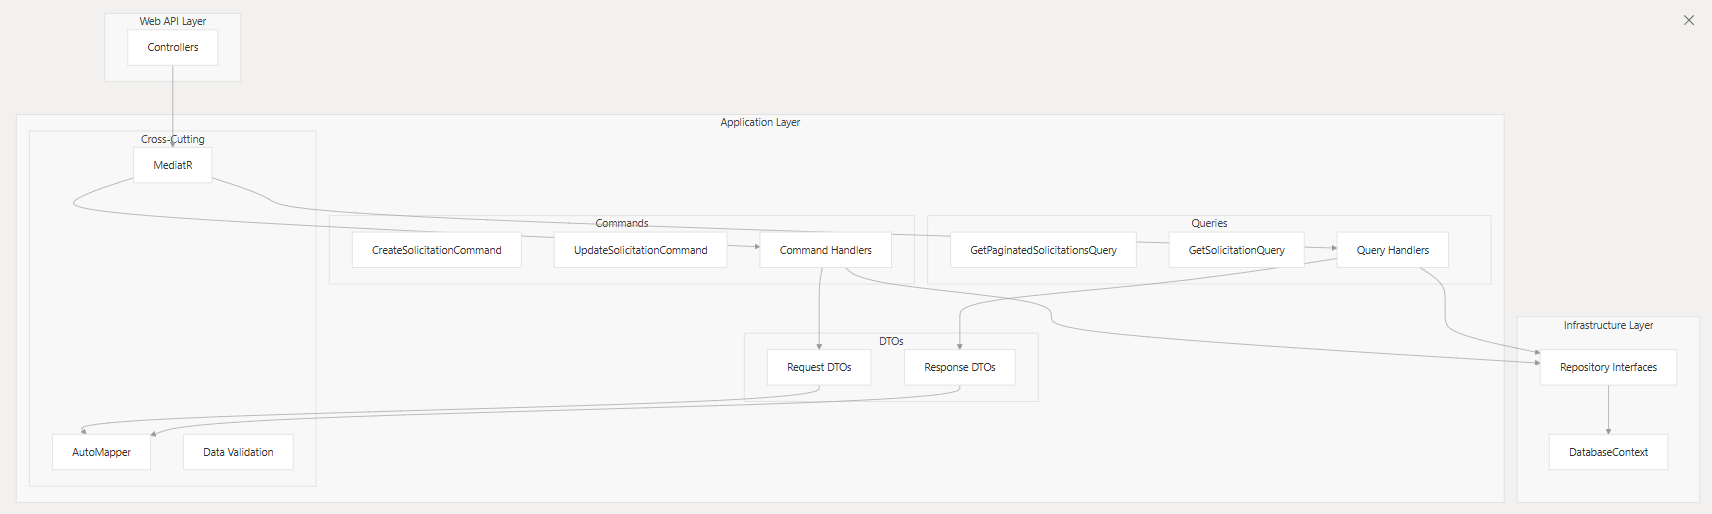 Web API Layer
Controllers
Application Layer
Cross-Cutting
MediatR
Commands
CreateSolicitationCommand
UpdateSolicitationCommand
Command Handlers
Queries
GetPaginatedSolicitationsQuery
GetSolicitationQuery
Query Handlers
DTOs
Request DTOs
Response DTOs
Infrastructure Layer
Repository Interfaces
AutoMapper
Data Validation
DatabaseContext